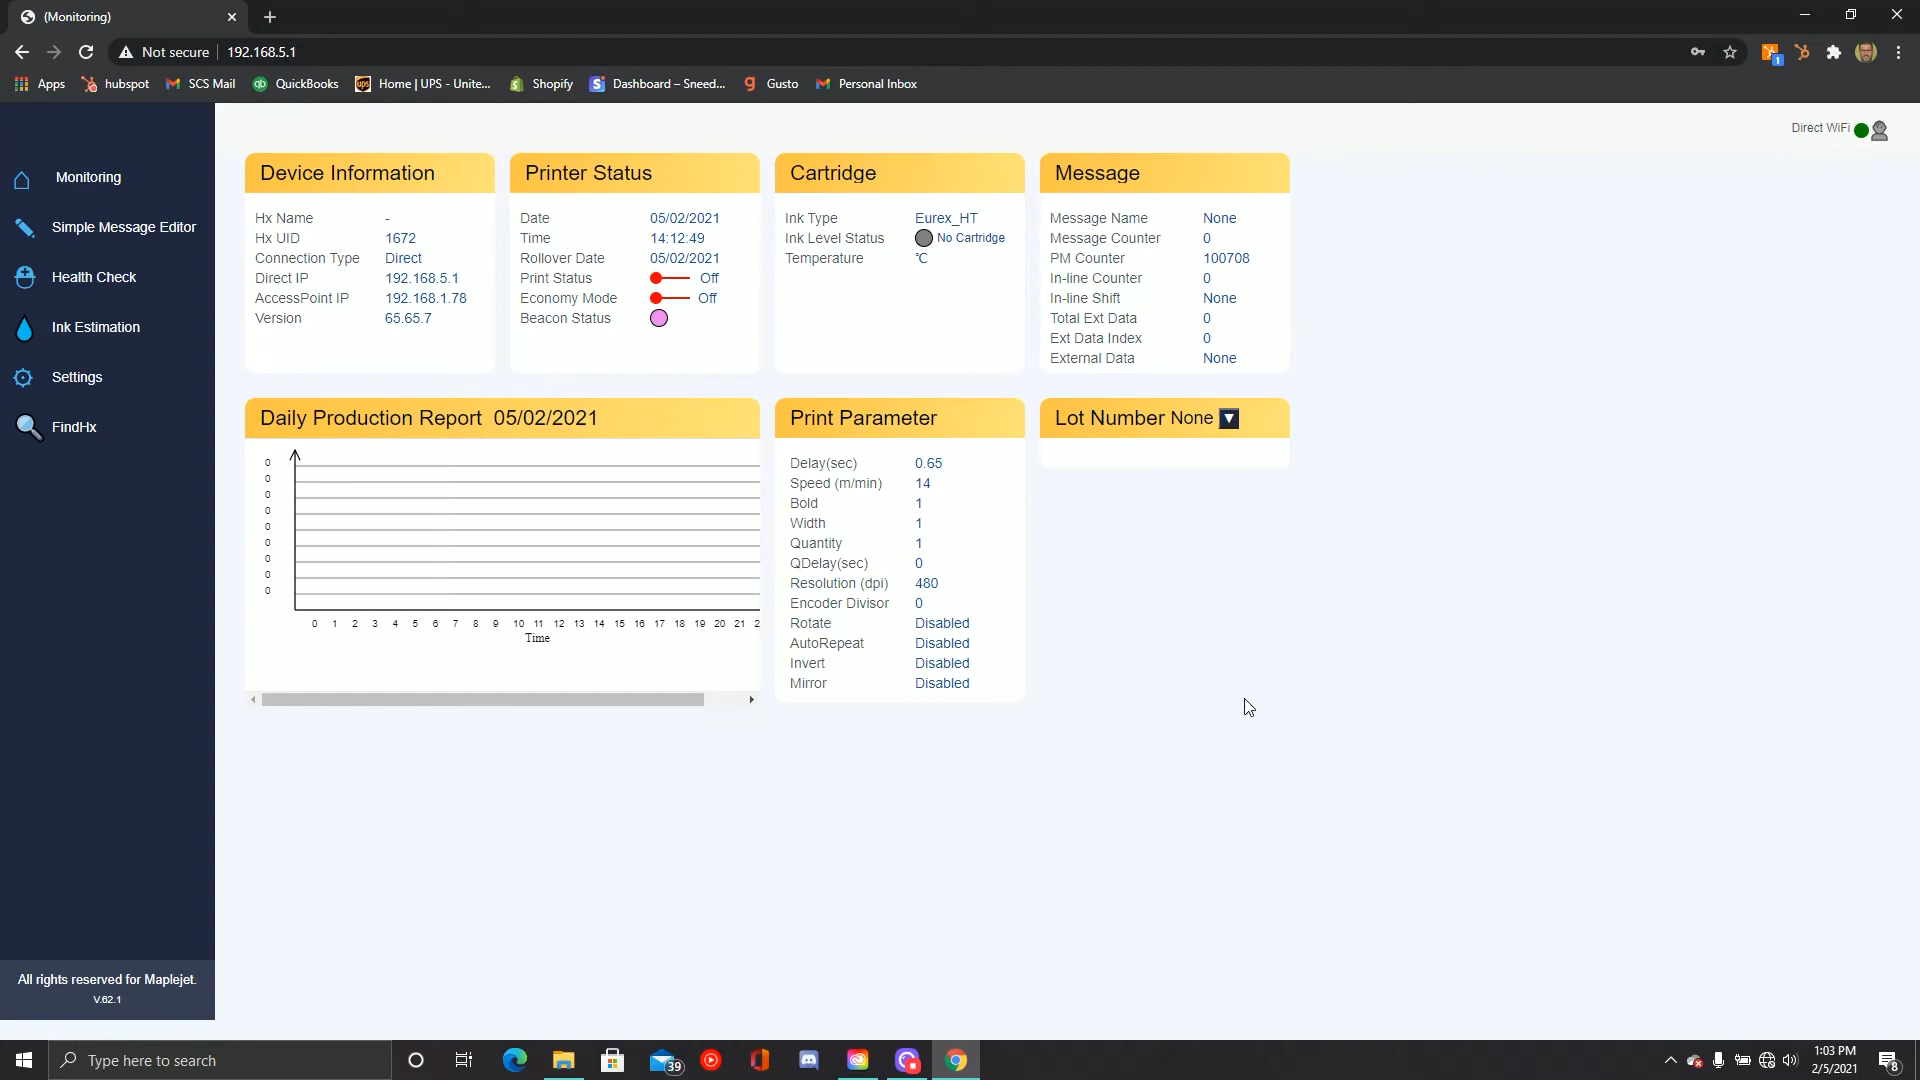 (Monitoring)
Not secure 192.168.5.1
1
Apps hubspot SCS Mail QuickBooks Home | UPS - Unite... Shopify Dashboard – Sneed... Gusto Personal Inbox
Direct WiFi
Monitoring
Simple Message Editor
Health Check
Ink Estimation
Settings
FindHx
Device Information
Hx Name -
Hx UID 1672
Connection Type Direct
Direct IP 192.168.5.1
AccessPoint IP 192.168.1.78
Version 65.65.7
Printer Status
Date 05/02/2021
Time 14:12:49
Rollover Date 05/02/2021
Print Status Off
Economy Mode Off
Beacon Status
Cartridge
Ink Type Eurex_HT
Ink Level Status No Cartridge
Temperature °C
Message
Message Name None
Message Counter 0
PM Counter 100708
In-line Counter 0
In-line Shift None
Total Ext Data 0
Ext Data Index 0
External Data None
Daily Production Report 05/02/2021
0
0
0
0
0
0
0
0
0
0 1 2 3 4 5 6 7 8 9 10 11 12 13 14 15 16 17 18 19 20 21 2
Time
Print Parameter
Delay(sec) 0.65
Speed (m/min) 14
Bold 1
Width 1
Quantity 1
QDelay(sec) 0
Resolution (dpi) 480
Encoder Divisor 0
Rotate Disabled
AutoRepeat Disabled
Invert Disabled
Mirror Disabled
Lot Number None
All rights reserved for Maplejet.
V.62.1
Type here to search
39
1:03 PM
2/5/2021
8